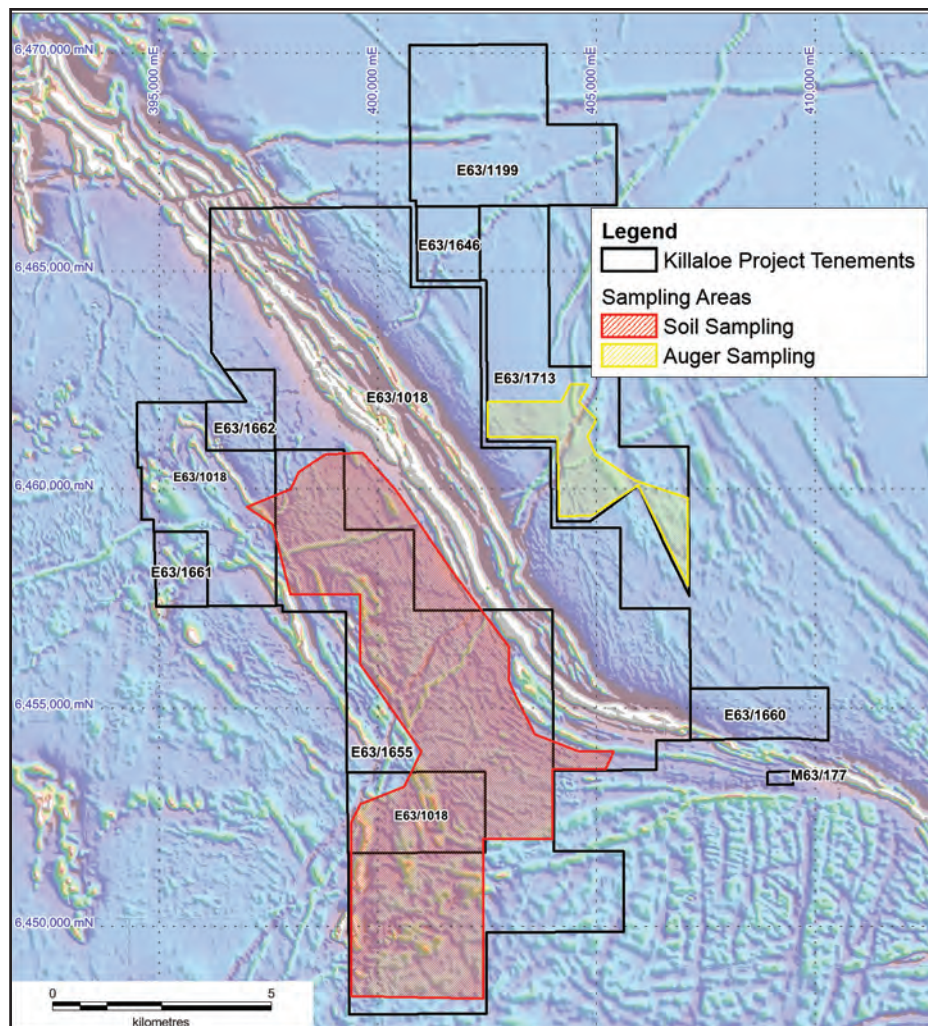 6,470,000 mN
395,000 mE
400,000 mE
405,000 mE
410,000 mE
E63/1199
Legend
Killaloe Project Tenements
Sampling Areas
Soil Sampling
Auger Sampling
E63/1646
6,465,000 mN
E63/1713
E63/1018
E63/1662
E63/1018
6,460,000 mN
E63/1661
6,455,000 mN
E63/1660
E63/1655
M63/177
E63/1018
6,450,000 mN
0 5
kilometres